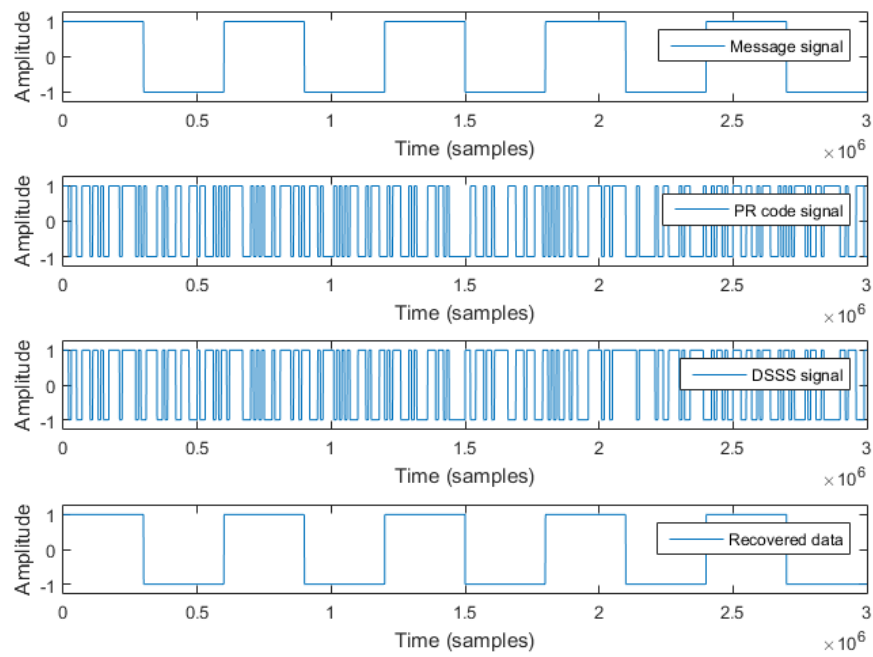 Amplitude
1
0
-1
Message signal
0 0.5 1 1.5 2 2.5 3
Time (samples)
×10^6
Amplitude
1
0
-1
PR code signal
0 0.5 1 1.5 2 2.5 3
Time (samples)
×10^6
Amplitude
1
0
-1
DSSS signal
0 0.5 1 1.5 2 2.5 3
Time (samples)
×10^6
Amplitude
1
0
-1
Recovered data
0 0.5 1 1.5 2 2.5 3
Time (samples)
×10^6